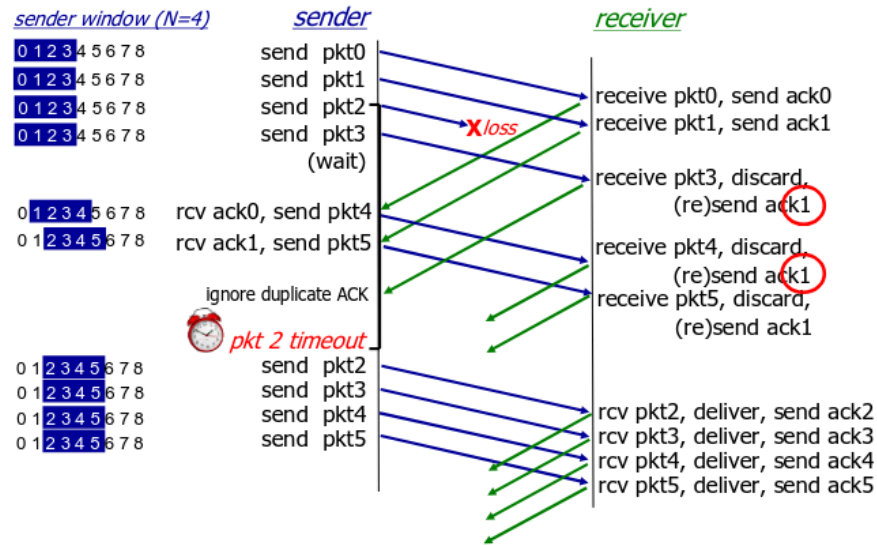 sender window (N=4)
sender
receiver
0 1 2 3 4 5 6 7 8
send pkt0
0 1 2 3 4 5 6 7 8
send pkt1
receive pkt0, send ack0
0 1 2 3 4 5 6 7 8
send pkt2
X loss
receive pkt1, send ack1
0 1 2 3 4 5 6 7 8
send pkt3
(wait)
receive pkt3, discard,
(re)send ack1
0 1 2 3 4 5 6 7 8
rcv ack0, send pkt4
0 1 2 3 4 5 6 7 8
rcv ack1, send pkt5
receive pkt4, discard,
(re)send ack1
ignore duplicate ACK
receive pkt5, discard,
(re)send ack1
pkt 2 timeout
0 1 2 3 4 5 6 7 8
send pkt2
0 1 2 3 4 5 6 7 8
send pkt3
0 1 2 3 4 5 6 7 8
send pkt4
rcv pkt2, deliver, send ack2
0 1 2 3 4 5 6 7 8
send pkt5
rcv pkt3, deliver, send ack3
rcv pkt4, deliver, send ack4
rcv pkt5, deliver, send ack5